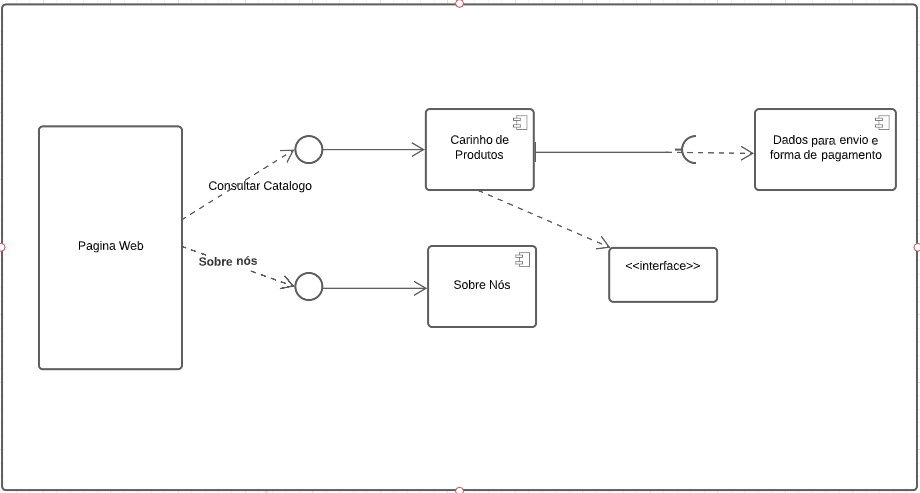 Pagina Web
Consultar Catalogo
Sobre nós
Carinho de
Produtos
Sobre Nós
<<interface>>
Dados para envio e
forma de pagamento